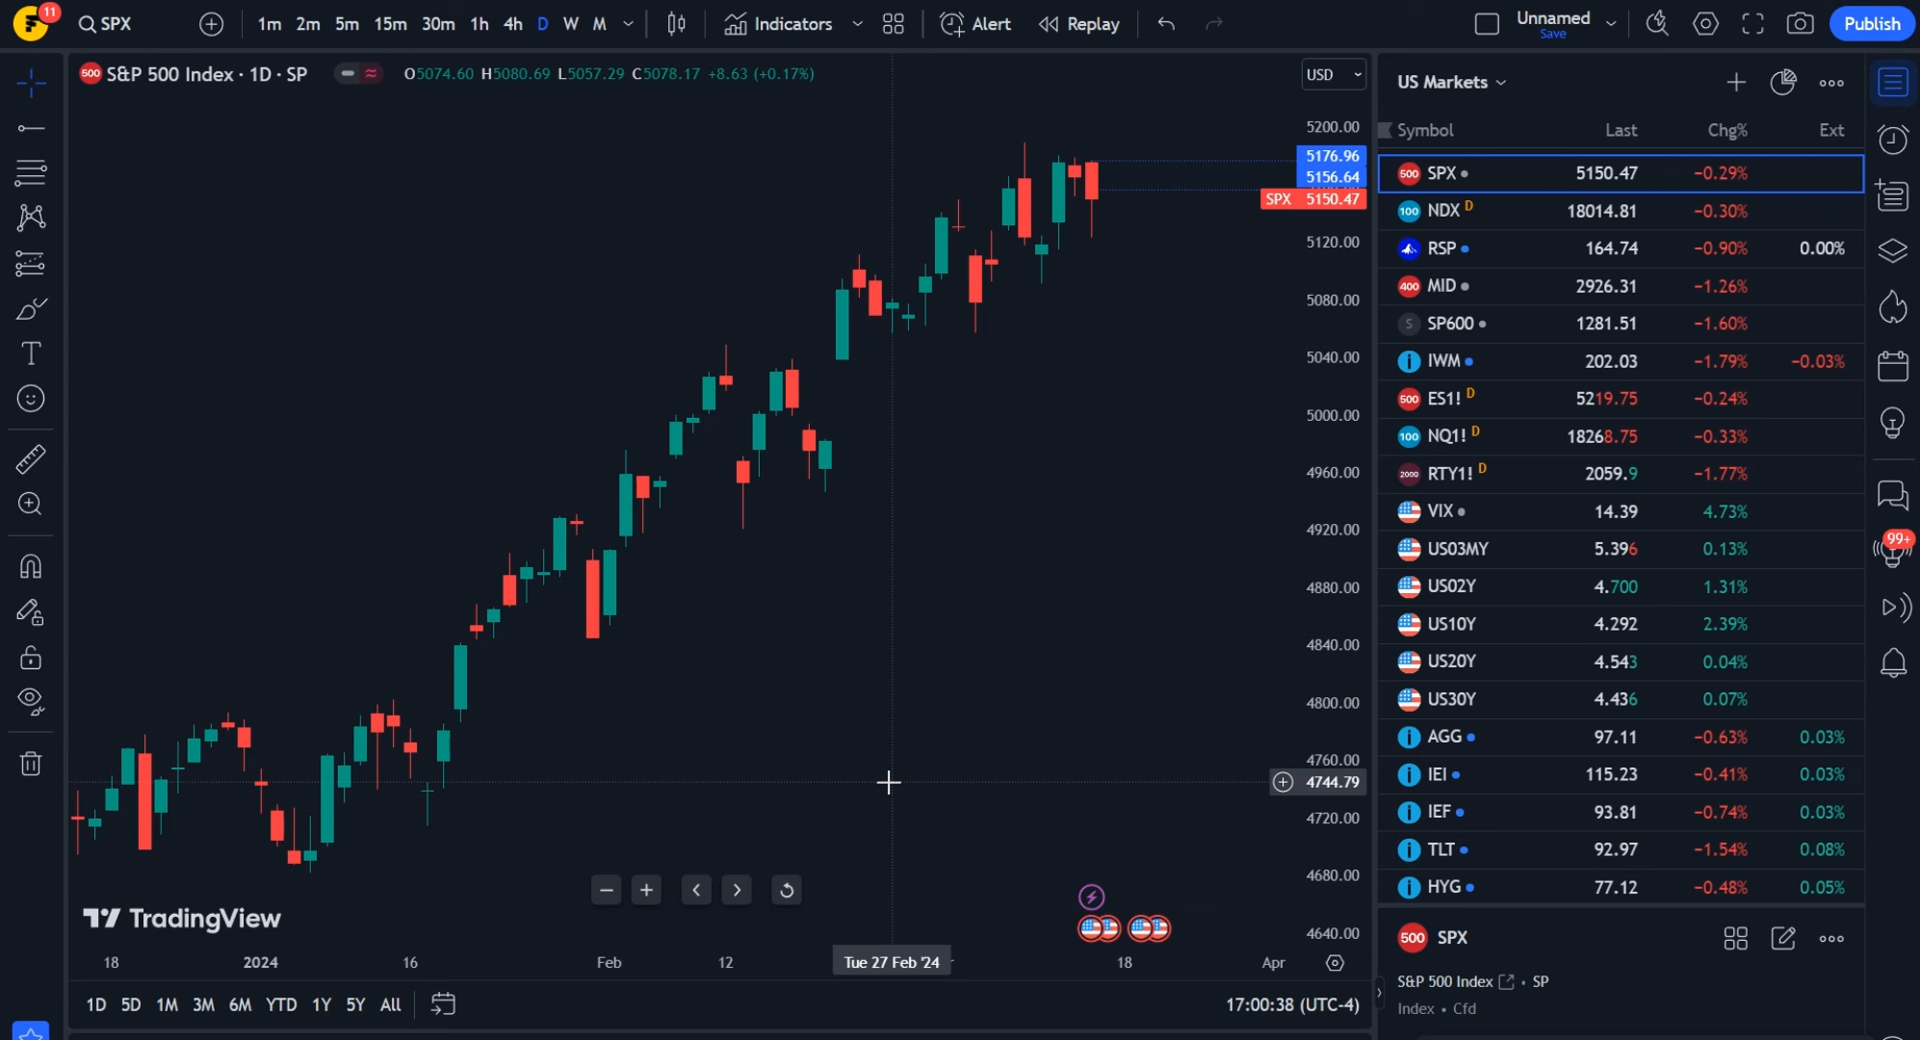 11
SPX
1m 2m 5m 15m 30m 1h 4h D W M
Indicators
Alert
Replay
Unnamed
Save
Publish
500 S&P 500 Index · 1D · SP
O5074.60 H5080.69 L5057.29 C5078.17 +8.63 (+0.17%)
USD
5200.00
5176.96
5156.64
SPX 5150.47
5120.00
5080.00
5040.00
5000.00
4960.00
4920.00
4880.00
4840.00
4800.00
4760.00
4744.79
4720.00
4680.00
4640.00
TradingView
18 2024 16 Feb 12 Tue 27 Feb '24 18 Apr
1D 5D 1M 3M 6M YTD 1Y 5Y All
17:00:38 (UTC-4)
US Markets
Symbol Last Chg% Ext
500 SPX 5150.47 −0.29%
100 NDX D 18014.81 −0.30%
RSP 164.74 −0.90% 0.00%
400 MID 2926.31 −1.26%
S SP600 1281.51 −1.60%
IWM 202.03 −1.79% −0.03%
500 ES1! D 5219.75 −0.24%
100 NQ1! D 18268.75 −0.33%
2000 RTY1! D 2059.9 −1.77%
VIX 14.39 4.73%
US03MY 5.396 0.13%
US02Y 4.700 1.31%
US10Y 4.292 2.39%
US20Y 4.543 0.04%
US30Y 4.436 0.07%
AGG 97.11 −0.63% 0.03%
IEI 115.23 −0.41% 0.03%
IEF 93.81 −0.74% 0.03%
TLT 92.97 −1.54% 0.08%
HYG 77.12 −0.48% 0.05%
500 SPX
S&P 500 Index • SP
Index • Cfd
99+